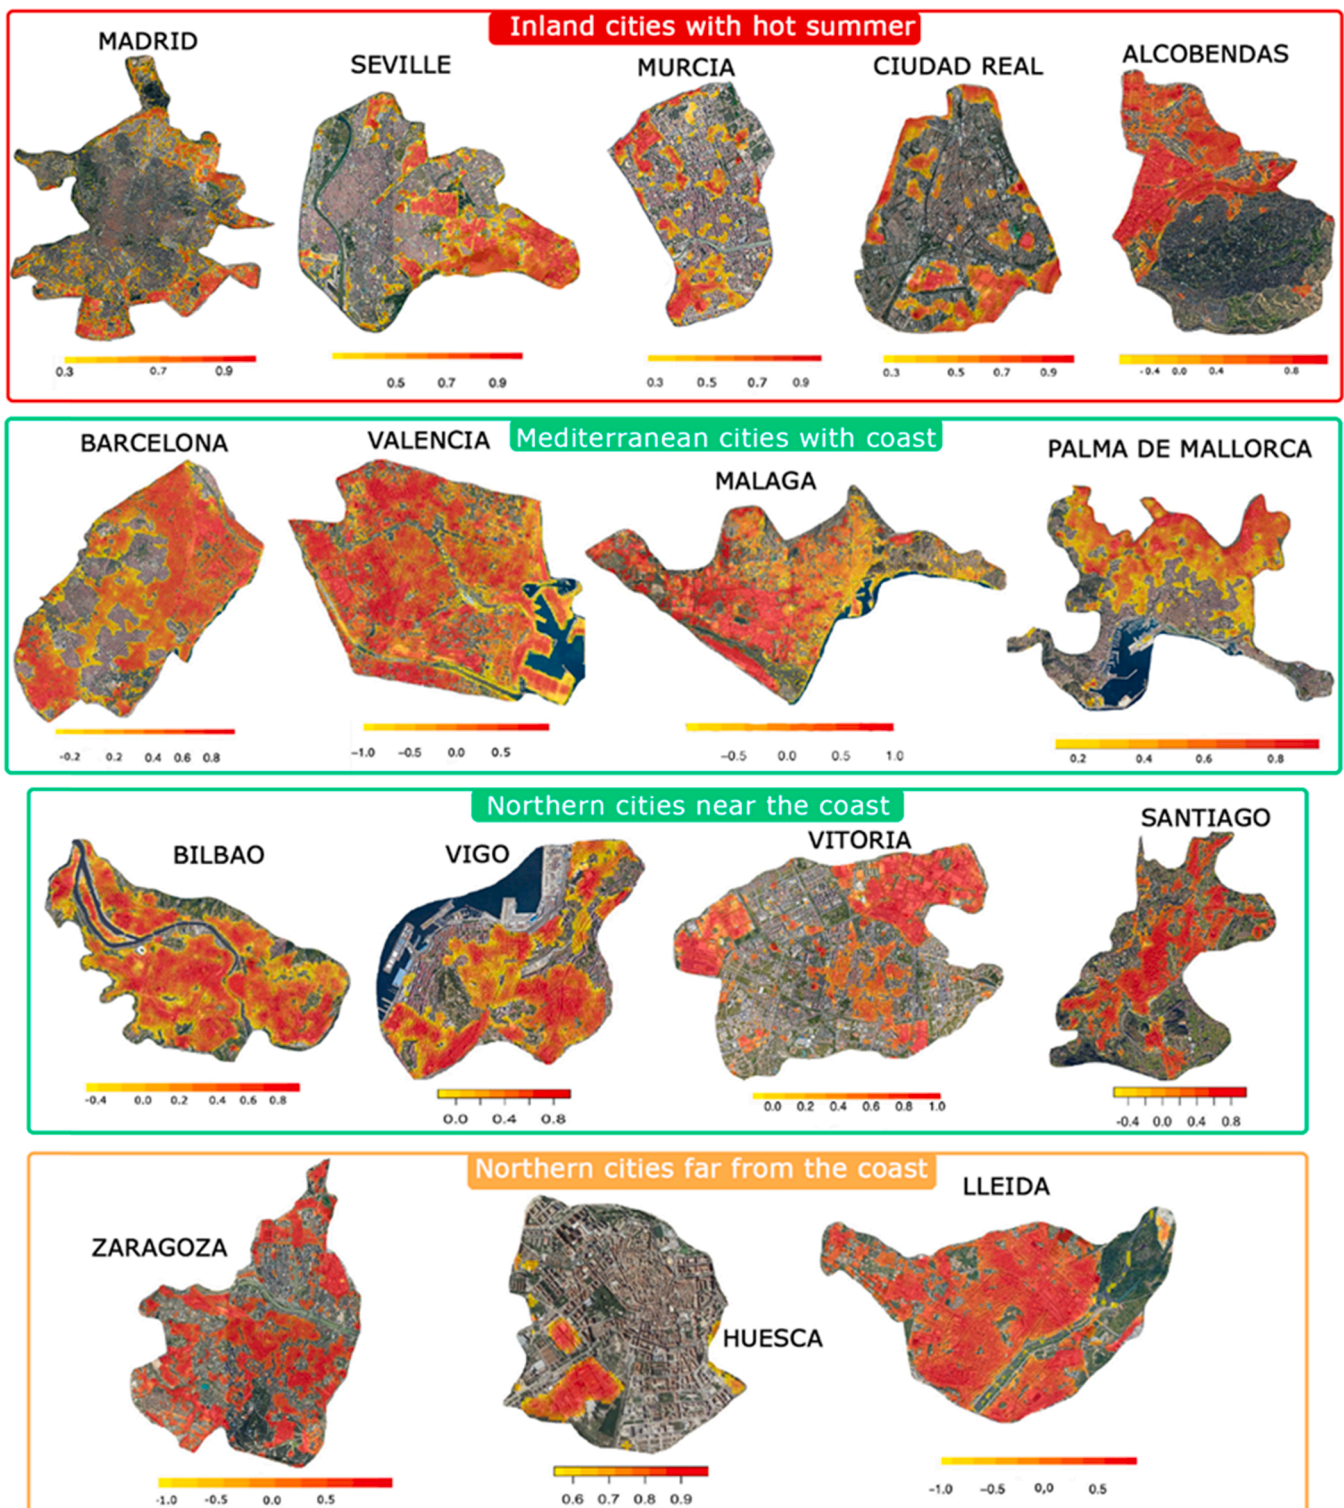 Inland cities with hot summer
MADRID
SEVILLE
MURCIA
CIUDAD REAL
ALCOBENDAS
0.3 0.7 0.9
0.5 0.7 0.9
0.3 0.5 0.7 0.9
0.3 0.5 0.7 0.9
-0.4 0.0 0.4 0.8
Mediterranean cities with coast
BARCELONA
VALENCIA
MALAGA
PALMA DE MALLORCA
-0.2 0.2 0.4 0.6 0.8
-1.0 -0.5 0.0 0.5
-0.5 0.0 0.5 1.0
0.2 0.4 0.6 0.8
Northern cities near the coast
BILBAO
VIGO
VITORIA
SANTIAGO
-0.4 0.0 0.2 0.4 0.6 0.8
0.0 0.4 0.8
0.0 0.2 0.4 0.6 0.8 1.0
-0.4 0.0 0.4 0.8
Northern cities far from the coast
ZARAGOZA
HUESCA
LLEIDA
-1.0 -0.5 0.0 0.5
0.6 0.7 0.8 0.9
-1.0 -0.5 0,0 0.5